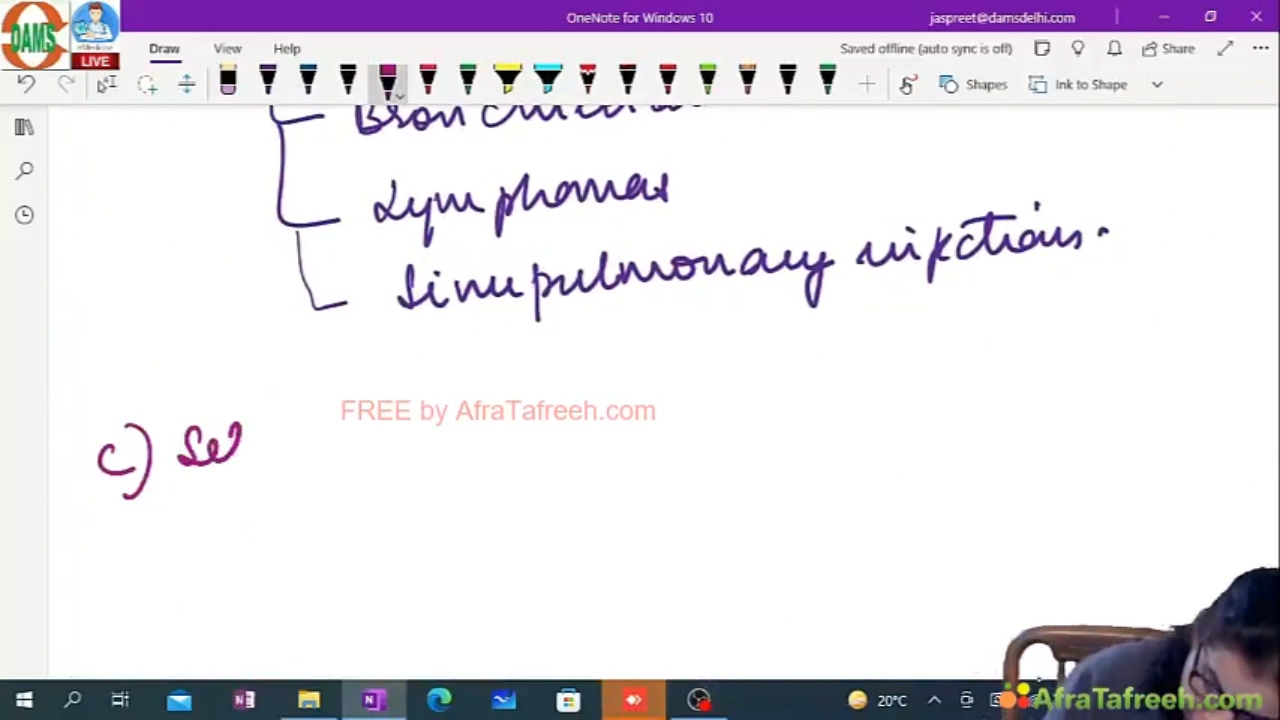 DAMS
LIVE
OneNote for Windows 10
jaspreet@damsdelhi.com
Draw View Help
Saved offline (auto sync is off)
Share
Shapes
Ink to Shape
Lymphomas
Sinupulmonary infections.
FREE by AfraTafreeh.com
C) Se
20°C
AfraTafreeh.com